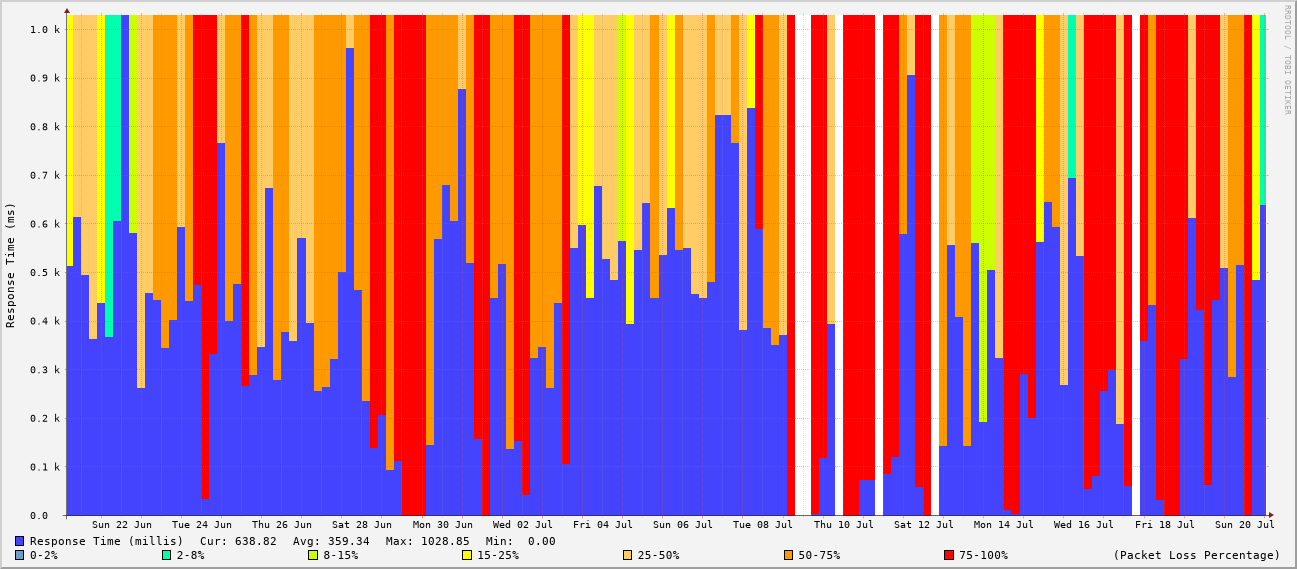 RRDTOOL / TOBI OETIKER
Response Time (ms)
1.0 k
0.9 k
0.8 k
0.7 k
0.6 k
0.5 k
0.4 k
0.3 k
0.2 k
0.1 k
0.0
Sun 22 Jun Tue 24 Jun Thu 26 Jun Sat 28 Jun Mon 30 Jun Wed 02 Jul Fri 04 Jul Sun 06 Jul Tue 08 Jul Thu 10 Jul Sat 12 Jul Mon 14 Jul Wed 16 Jul Fri 18 Jul Sun 20 Jul
Response Time (millis) Cur: 638.82 Avg: 359.34 Max: 1028.85 Min: 0.00
0-2% 2-8% 8-15% 15-25% 25-50% 50-75% 75-100% (Packet Loss Percentage)